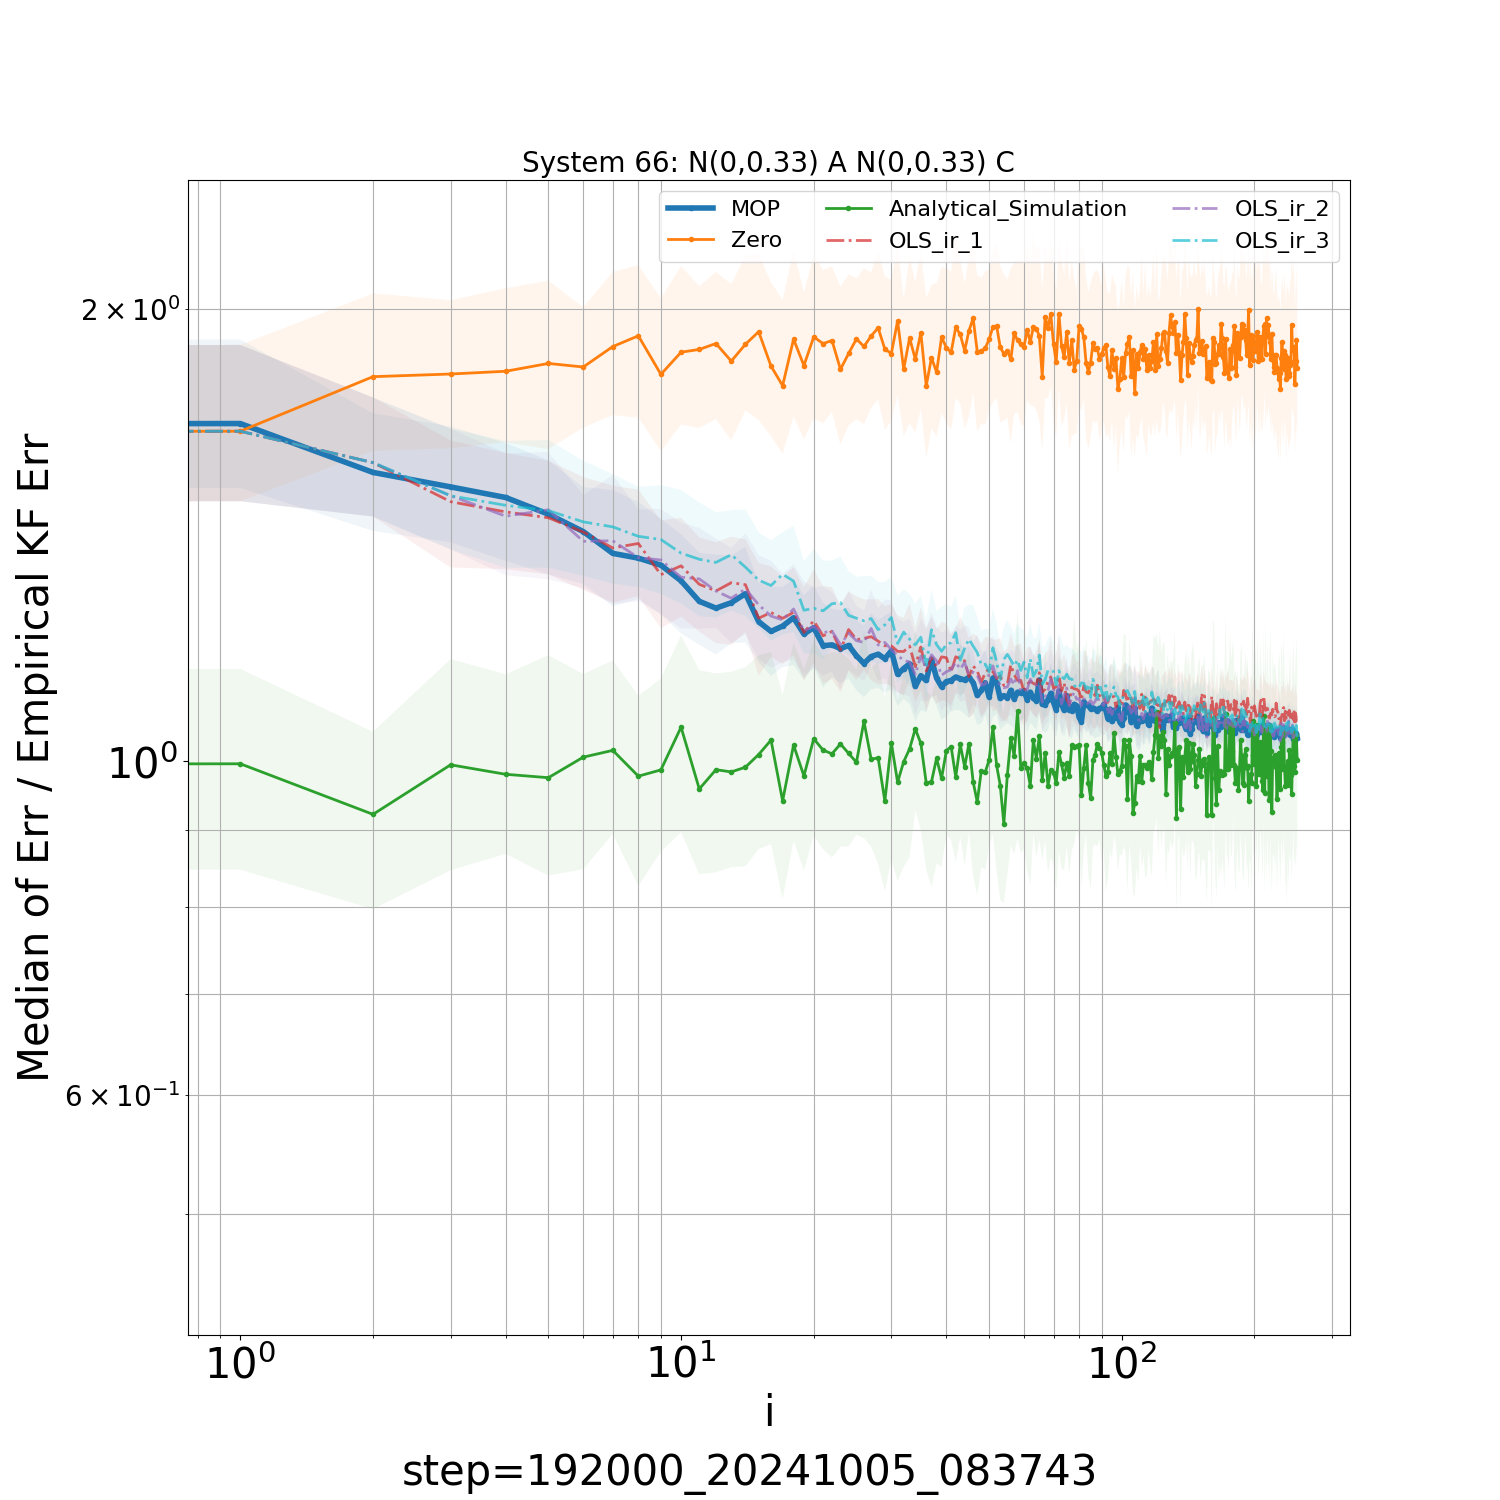 System 66: N(0,0.33) A N(0,0.33) C
MOP
Zero
Analytical_Simulation
OLS_ir_1
OLS_ir_2
OLS_ir_3
2 × 10⁰
10⁰
6 × 10⁻¹
Median of Err / Empirical KF Err
10⁰ 10¹ 10²
i
step=192000_20241005_083743